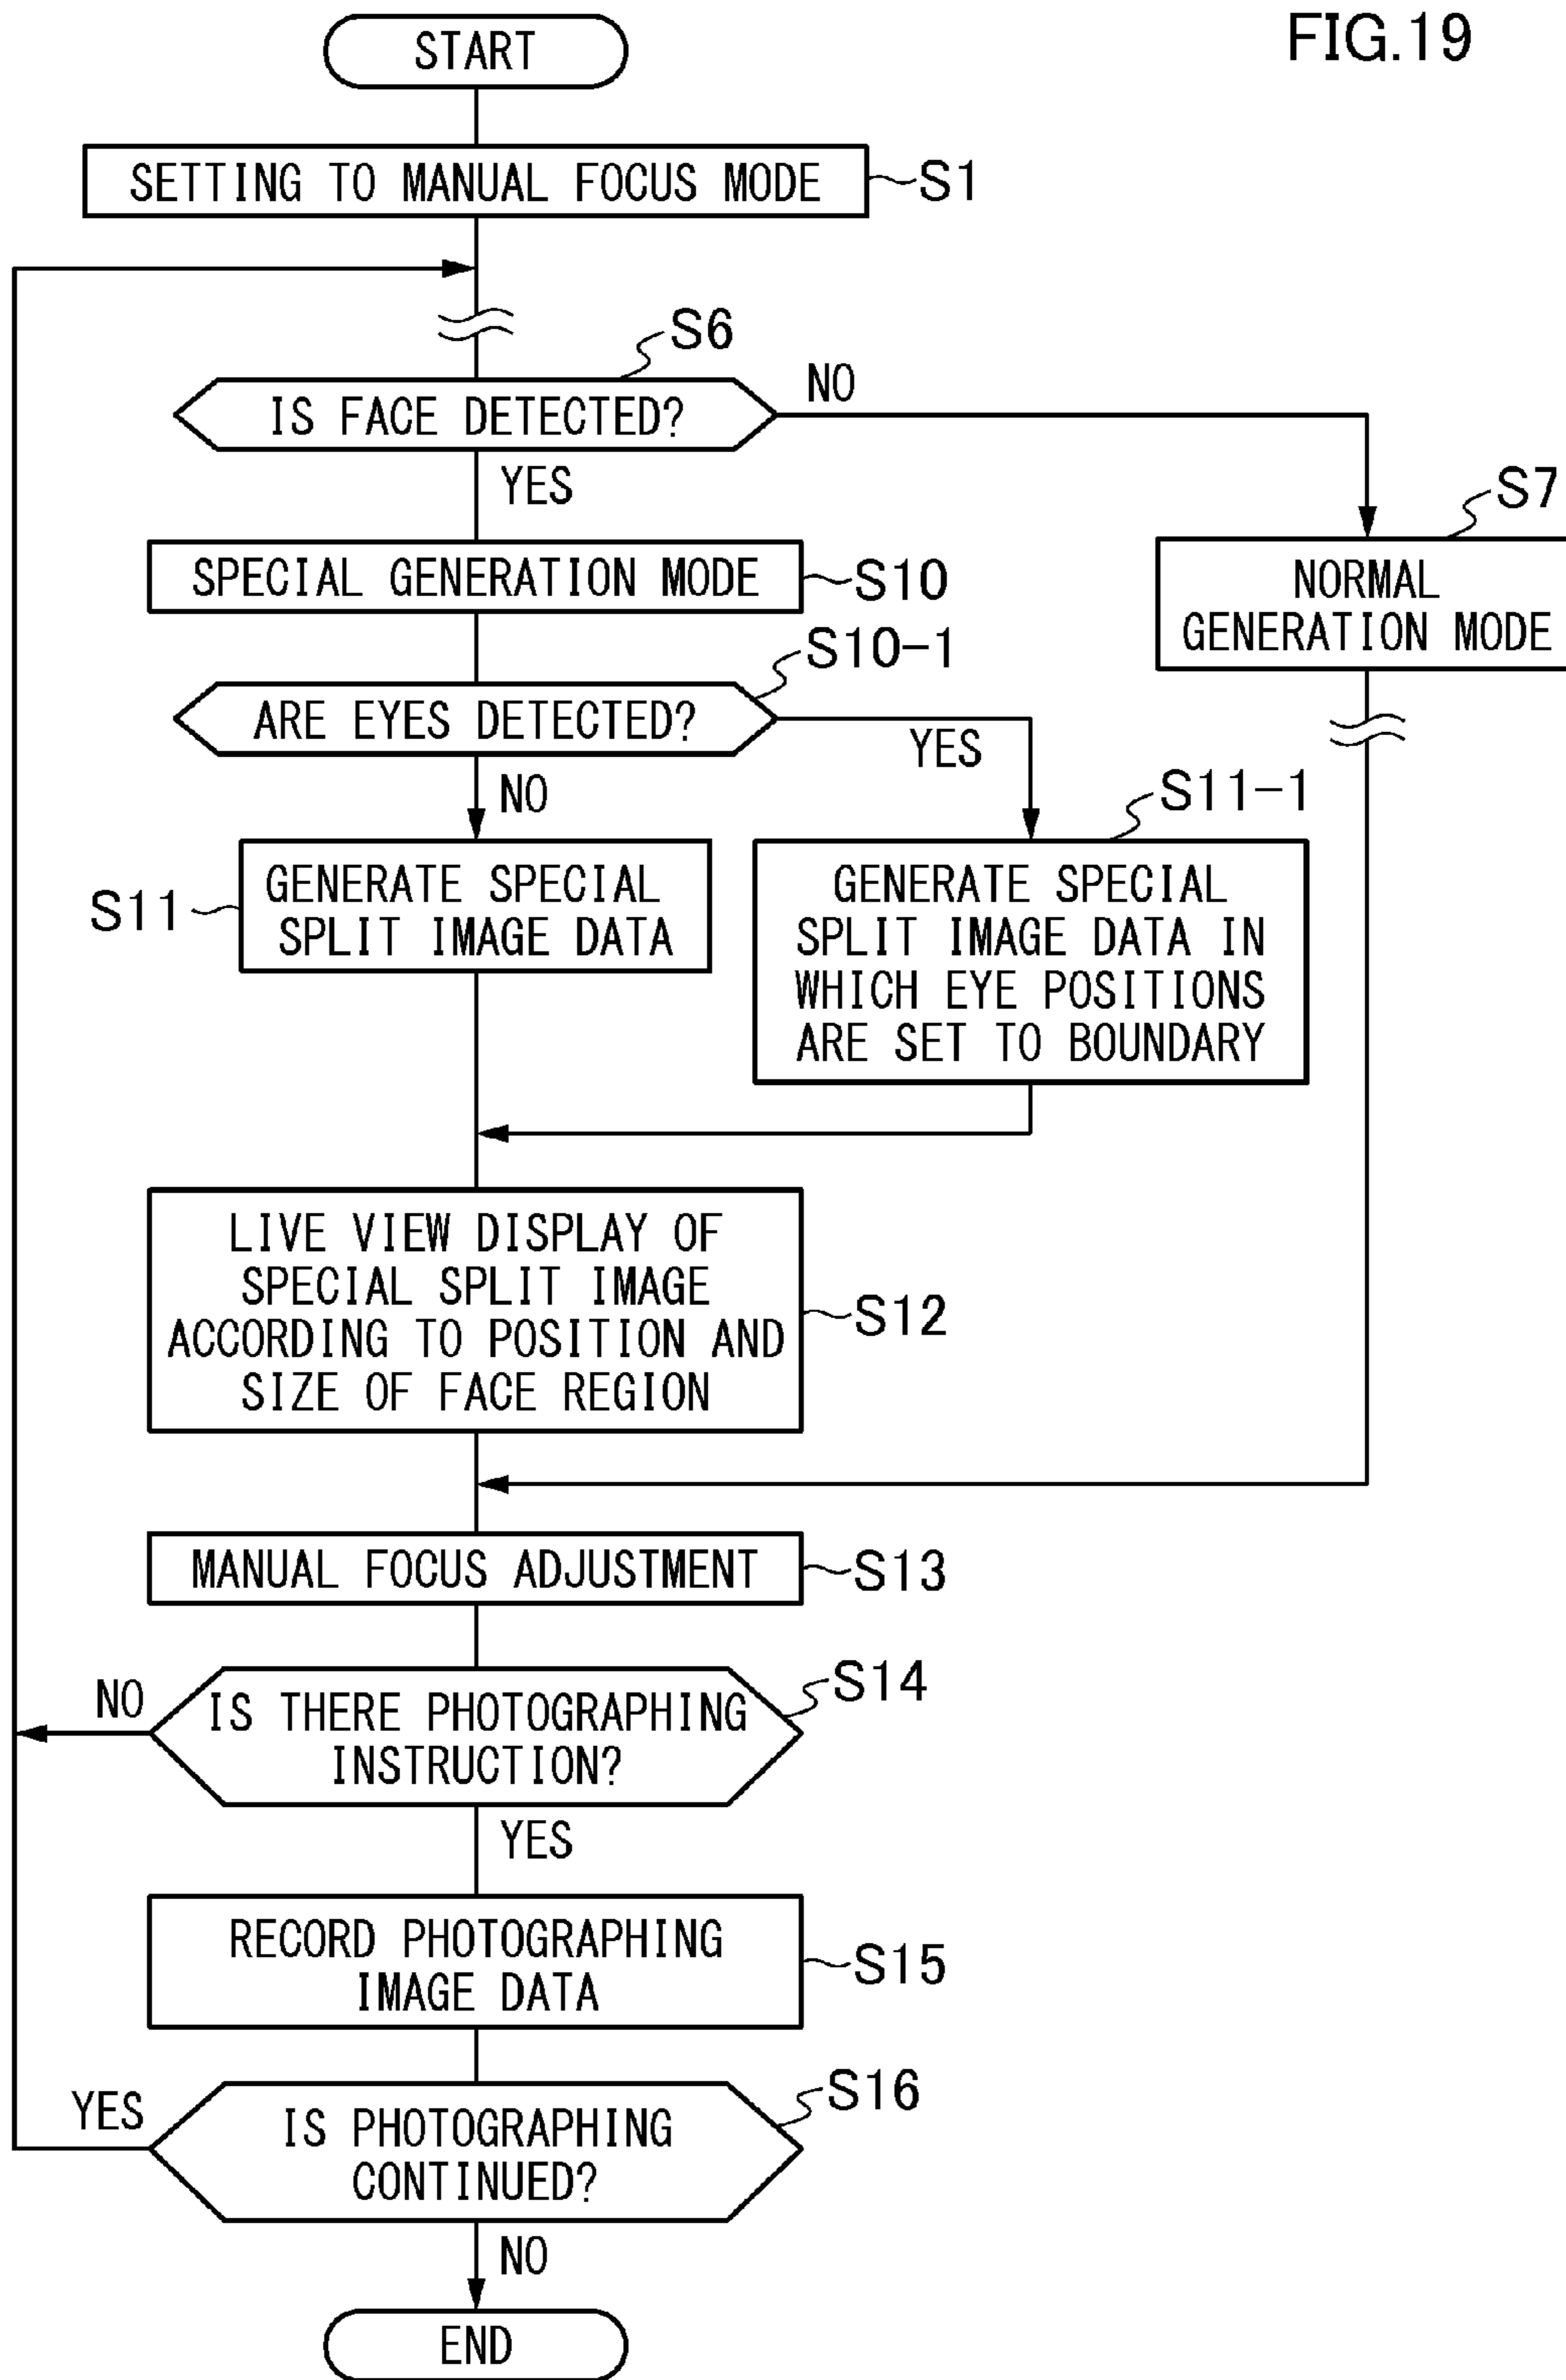 FIG.19
START
SETTING TO MANUAL FOCUS MODE
S1
S6
IS FACE DETECTED?
NO
YES
S7
NORMAL
GENERATION MODE
SPECIAL GENERATION MODE
S10
S10-1
ARE EYES DETECTED?
YES
NO
S11
GENERATE SPECIAL
SPLIT IMAGE DATA
S11-1
GENERATE SPECIAL
SPLIT IMAGE DATA IN
WHICH EYE POSITIONS
ARE SET TO BOUNDARY
LIVE VIEW DISPLAY OF
SPECIAL SPLIT IMAGE
ACCORDING TO POSITION AND
SIZE OF FACE REGION
S12
MANUAL FOCUS ADJUSTMENT
S13
S14
NO
IS THERE PHOTOGRAPHING
INSTRUCTION?
YES
RECORD PHOTOGRAPHING
IMAGE DATA
S15
S16
YES
IS PHOTOGRAPHING
CONTINUED?
NO
END